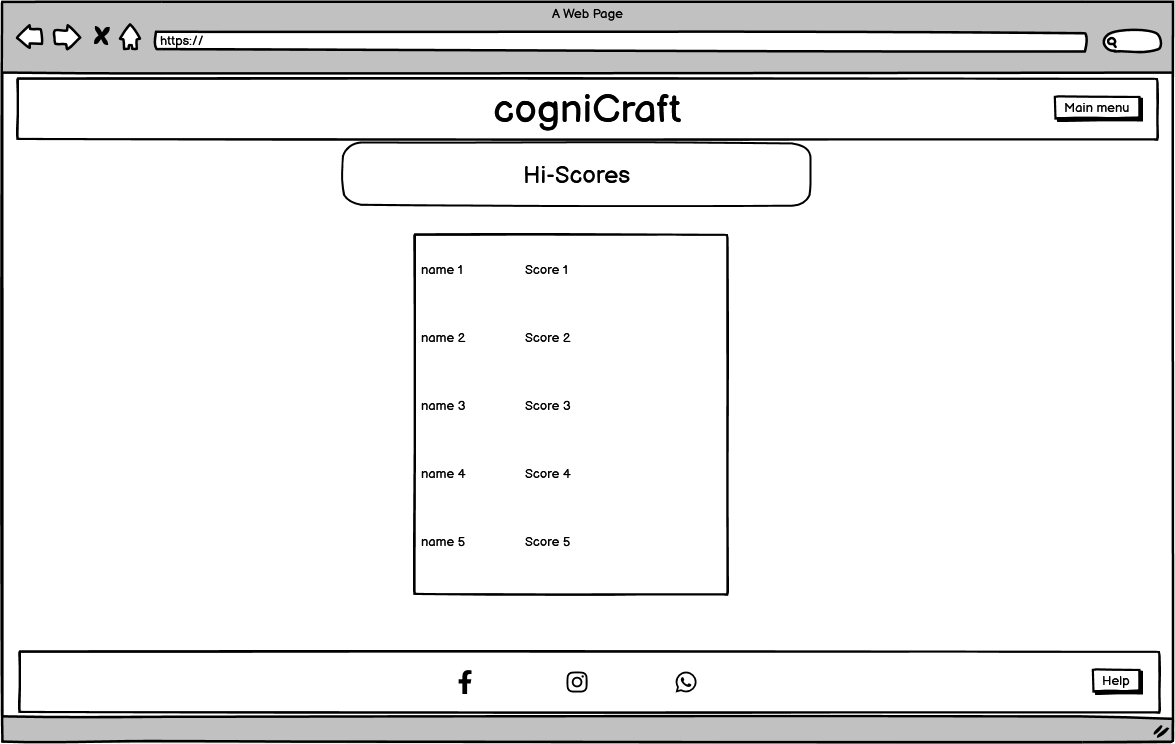 A Web Page
https://
cogniCraft
Main menu
Hi-Scores
name 1 Score 1
name 2 Score 2
name 3 Score 3
name 4 Score 4
name 5 Score 5
Help